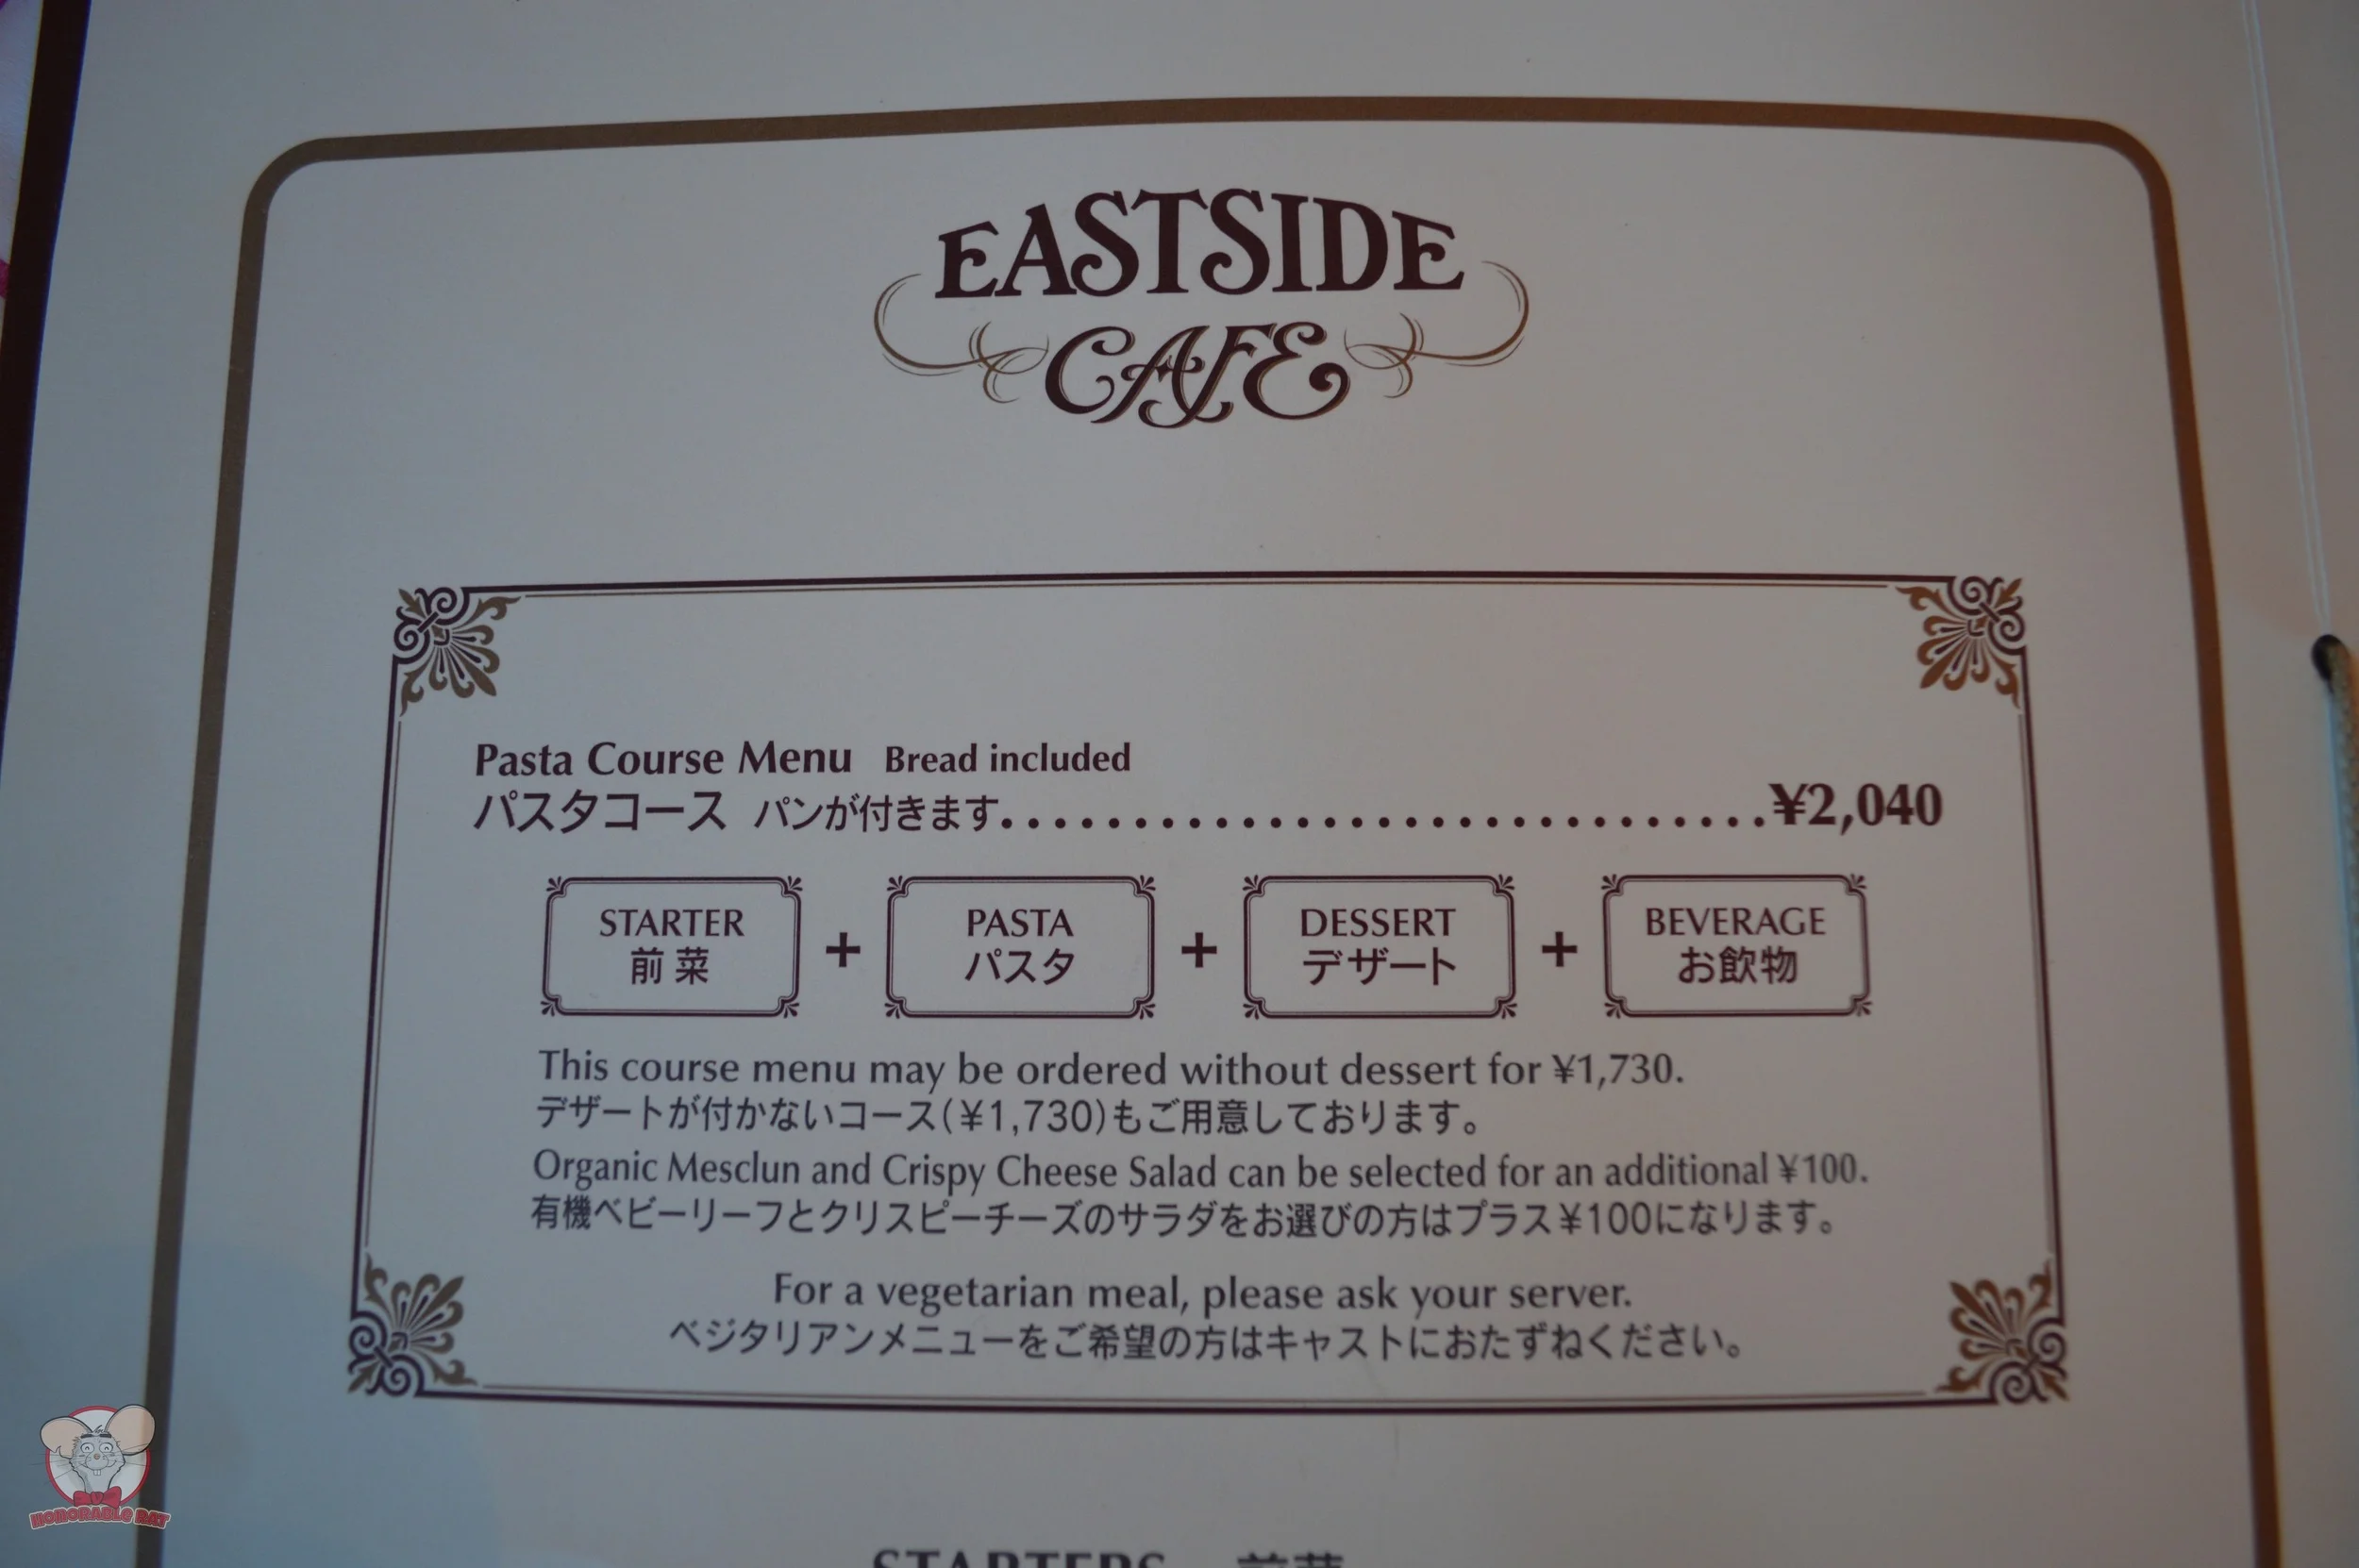 EASTSIDE
CAFE
Pasta Course Menu Bread included
パスタコース パンが付きます..............................¥2,040
STARTER + PASTA + DESSERT + BEVERAGE
前菜 パスタ デザート お飲物
This course menu may be ordered without dessert for ¥1,730.
デザートが付かないコース(¥1,730)もご用意しております。
Organic Mesclun and Crispy Cheese Salad can be selected for an additional ¥100.
有機ベビーリーフとクリスピーチーズのサラダをお選びの方はプラス¥100になります。
For a vegetarian meal, please ask your server.
ベジタリアンメニューをご希望の方はキャストにおたずねください。
HONORABLE RAT
STARTERS 前菜